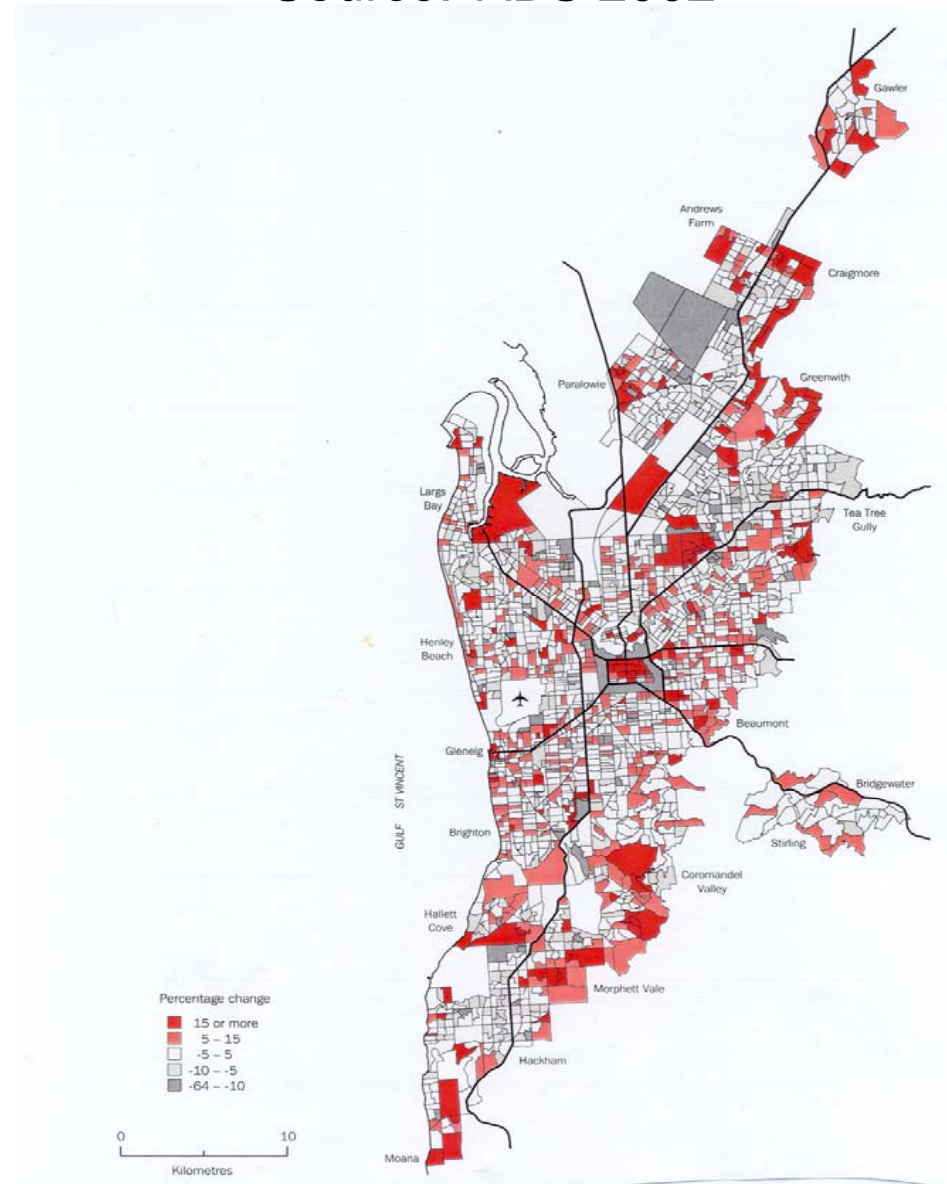 Gawler
Andrews
Farm
Craigmore
Paralowie
Greenwith
Largs
Bay
Tea Tree
Gully
Henley
Beach
Beaumont
Glenelg
GULF ST VINCENT
Bridgewater
Brighton
Stirling
Coromandel
Valley
Hallett
Cove
Morphett Vale
Percentage change
15 or more
5 – 15
-5 – 5
-10 – -5
-64 – -10
Hackham
0 10
Kilometres
Moana